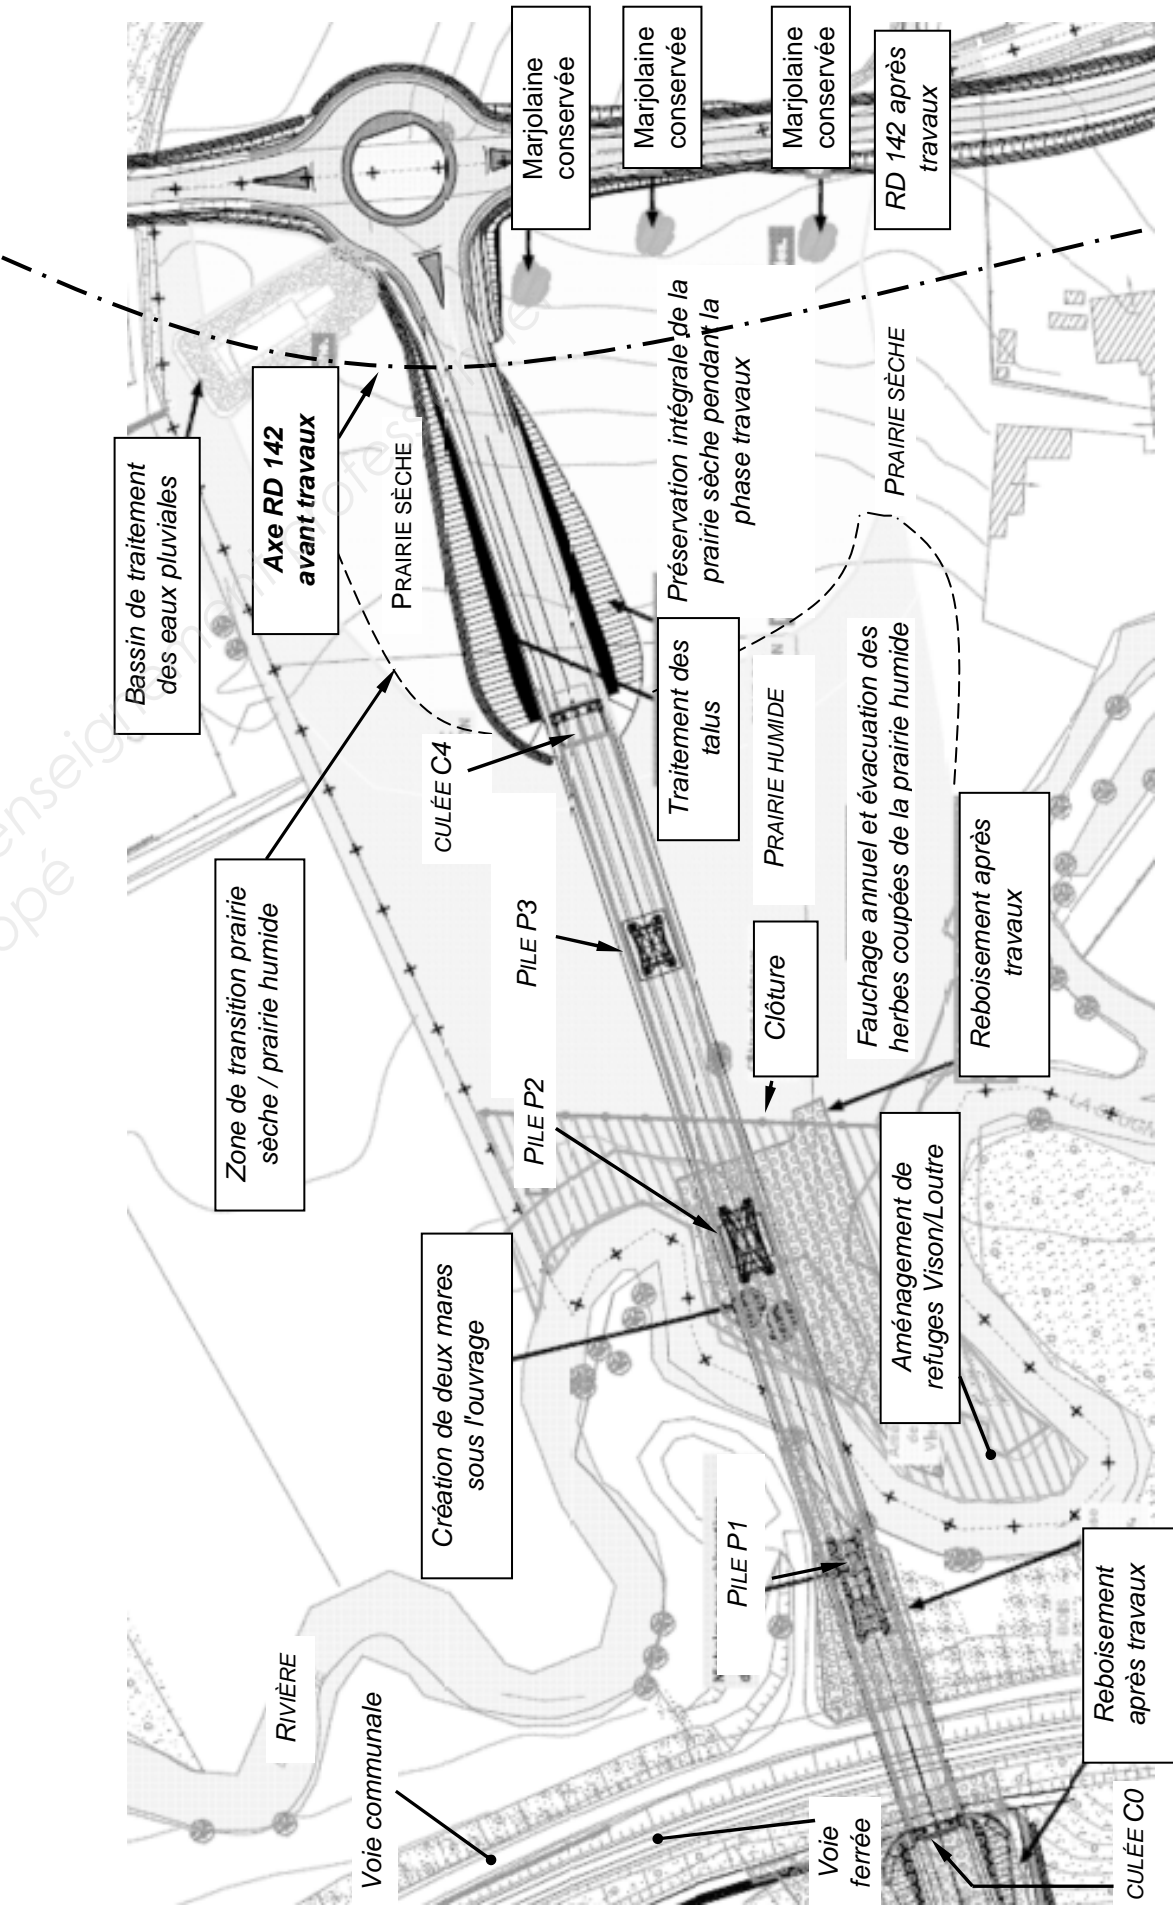 Marjolaine
conservée
Marjolaine
conservée
Marjolaine
conservée
RD 142 après
travaux
Bassin de traitement
des eaux pluviales
Axe RD 142
avant travaux
PRAIRIE SÈCHE
Préservation intégrale de la
prairie sèche pendant la
phase travaux
PRAIRIE SÈCHE
Zone de transition prairie
sèche / prairie humide
CULÉE C4
Traitement des
talus
PRAIRIE HUMIDE
Fauchage annuel et évacuation des
herbes coupées de la prairie humide
PILE P3
PILE P2
Clôture
Reboisement après
travaux
Création de deux mares
sous l'ouvrage
Aménagement de
refuges Vison/Loutre
PILE P1
RIVIÈRE
Voie communale
Voie
ferrée
Reboisement
après travaux
CULÉE C0